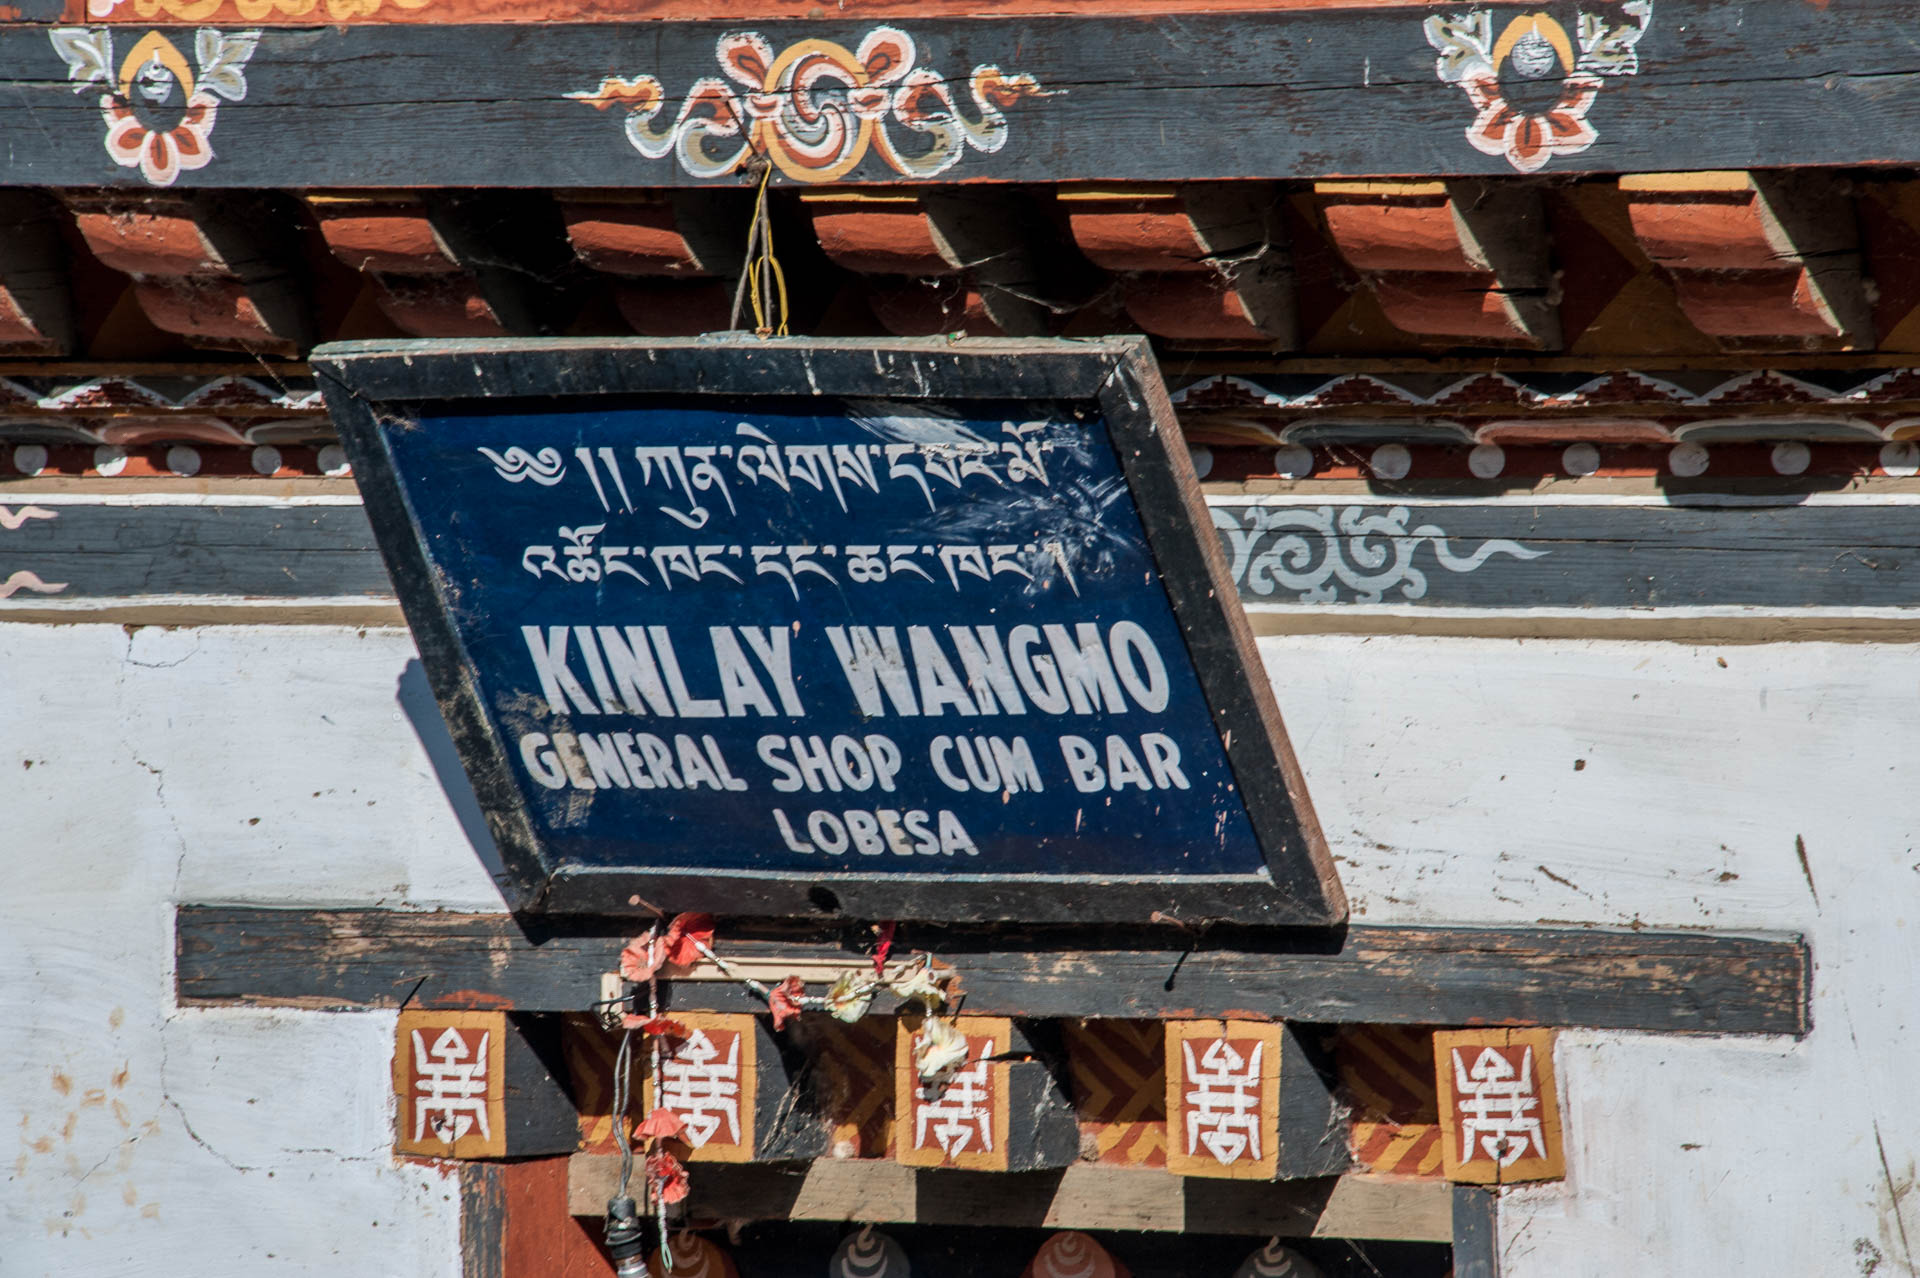 ༄ །།ཀུན་ལེགས་དབང་མོ་
འཚོང་ཁང་དང་ཆང་ཁང་།
KINLAY WANGMO
GENERAL SHOP CUM BAR
LOBESA